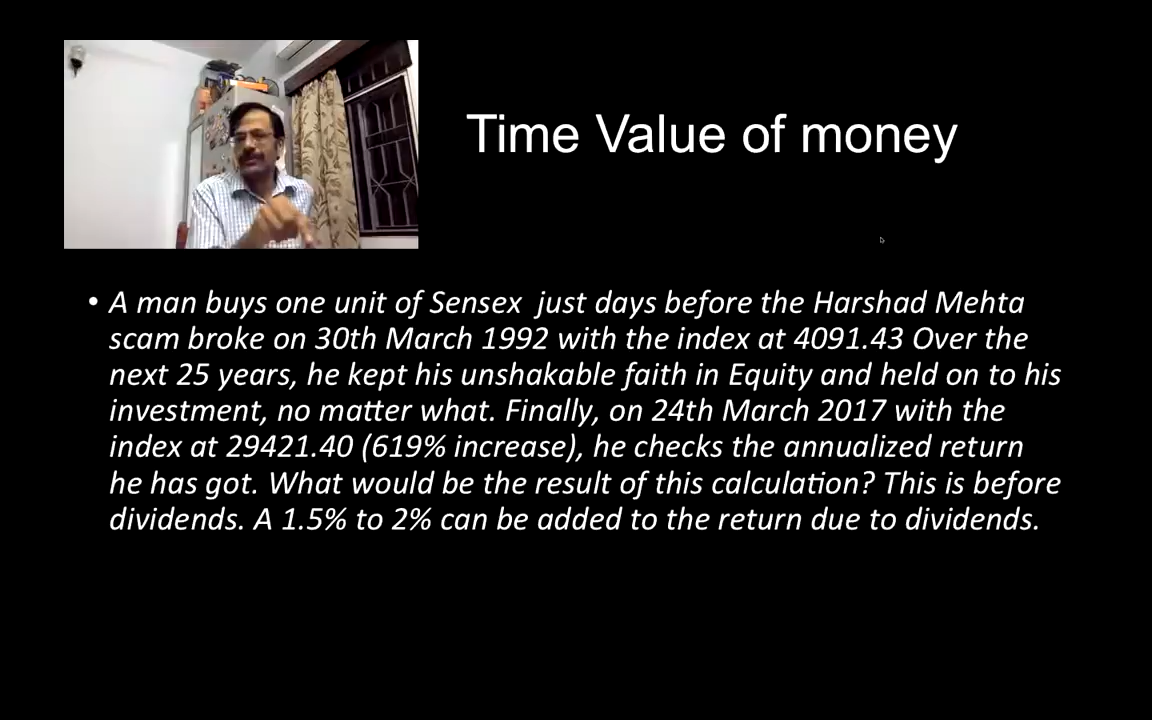 Time Value of money
• A man buys one unit of Sensex just days before the Harshad Mehta
scam broke on 30th March 1992 with the index at 4091.43 Over the
next 25 years, he kept his unshakable faith in Equity and held on to his
investment, no matter what. Finally, on 24th March 2017 with the
index at 29421.40 (619% increase), he checks the annualized return
he has got. What would be the result of this calculation? This is before
dividends. A 1.5% to 2% can be added to the return due to dividends.